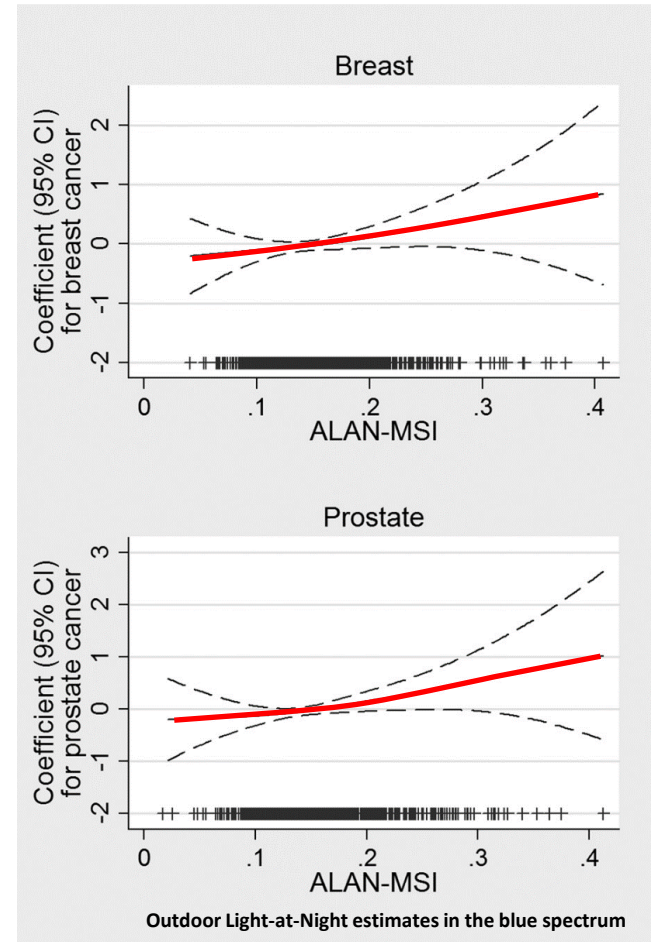 Breast
Coefficient (95% CI)
for breast cancer
2
1
0
-1
-2
0 .1 .2 .3 .4
ALAN-MSI
Prostate
Coefficient (95% CI)
for prostate cancer
3
2
1
0
-1
-2
0 .1 .2 .3 .4
ALAN-MSI
Outdoor Light-at-Night estimates in the blue spectrum